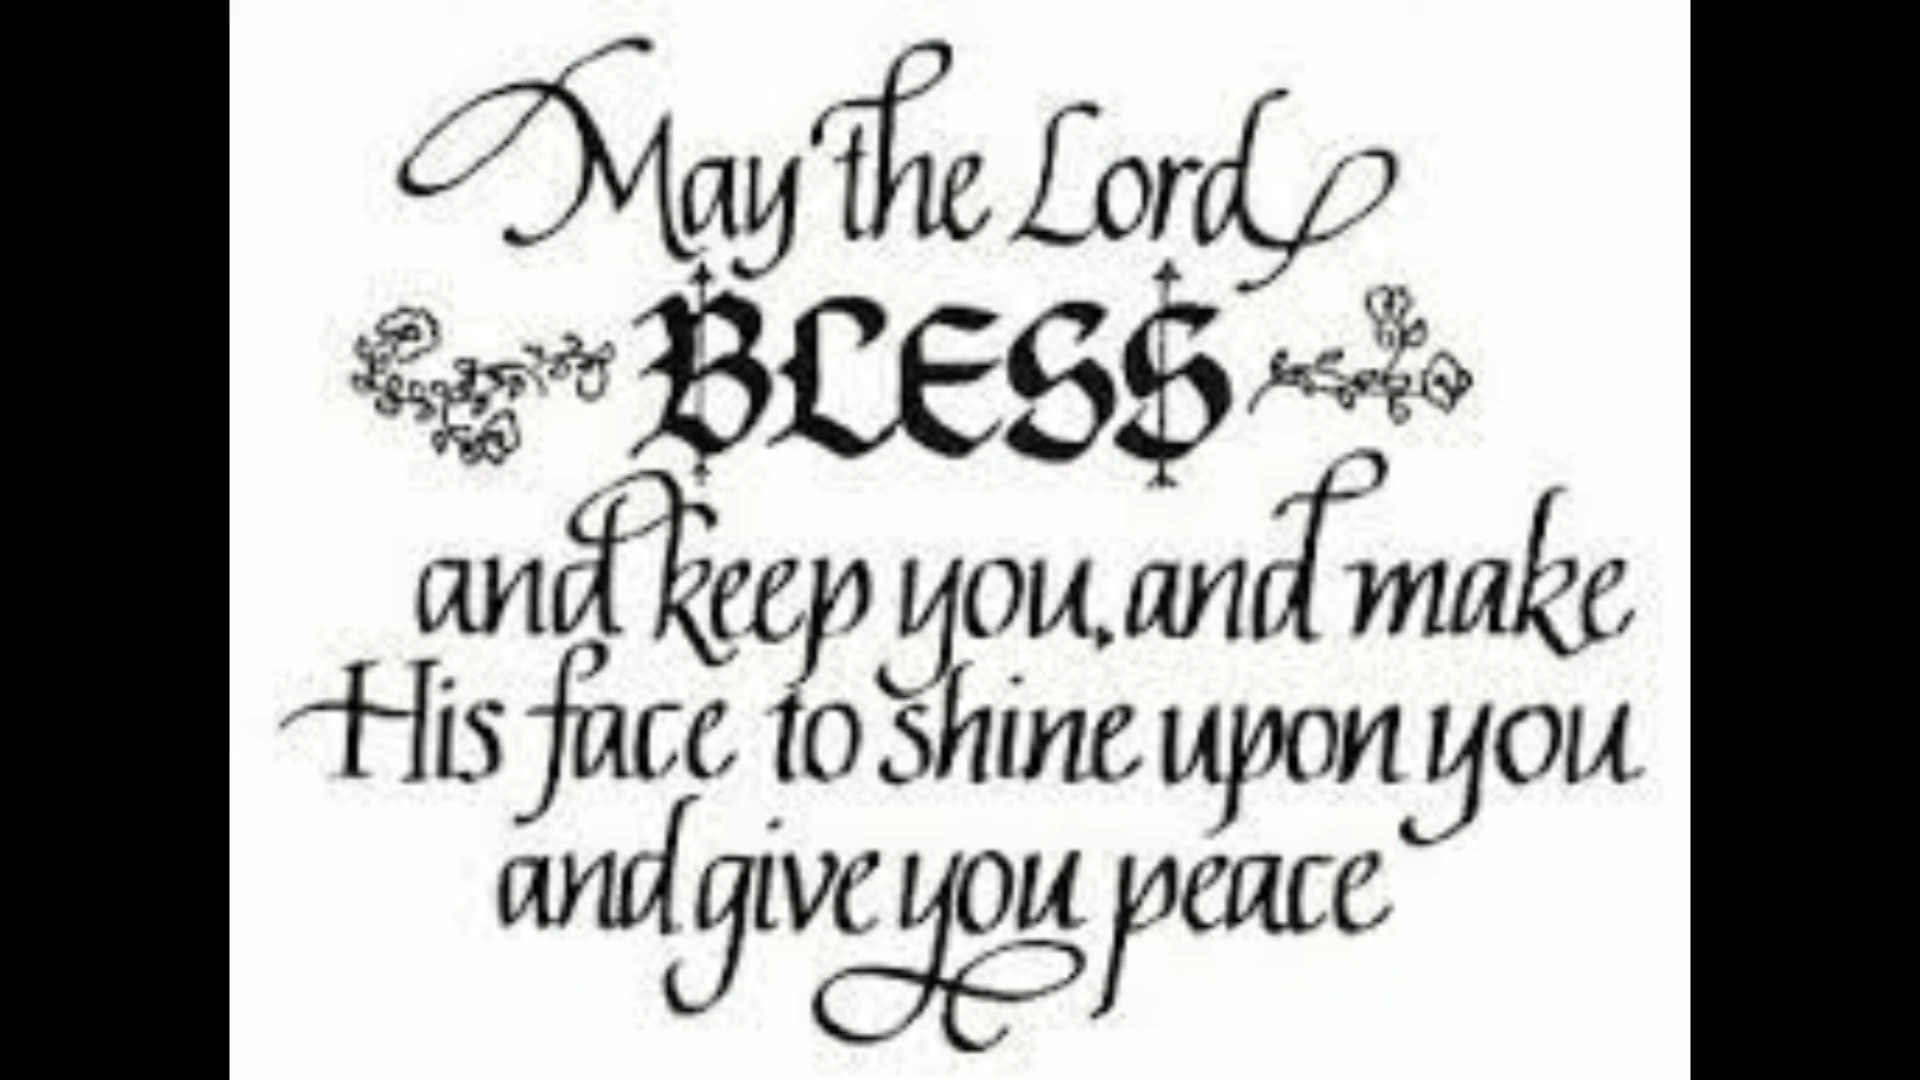 May the Lord
BLESS
and keep you, and make
His face to shine upon you
and give you peace